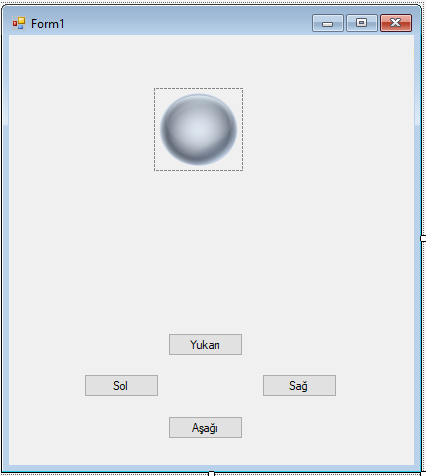 Form1
Yukarı
Sol
Sağ
Aşağı